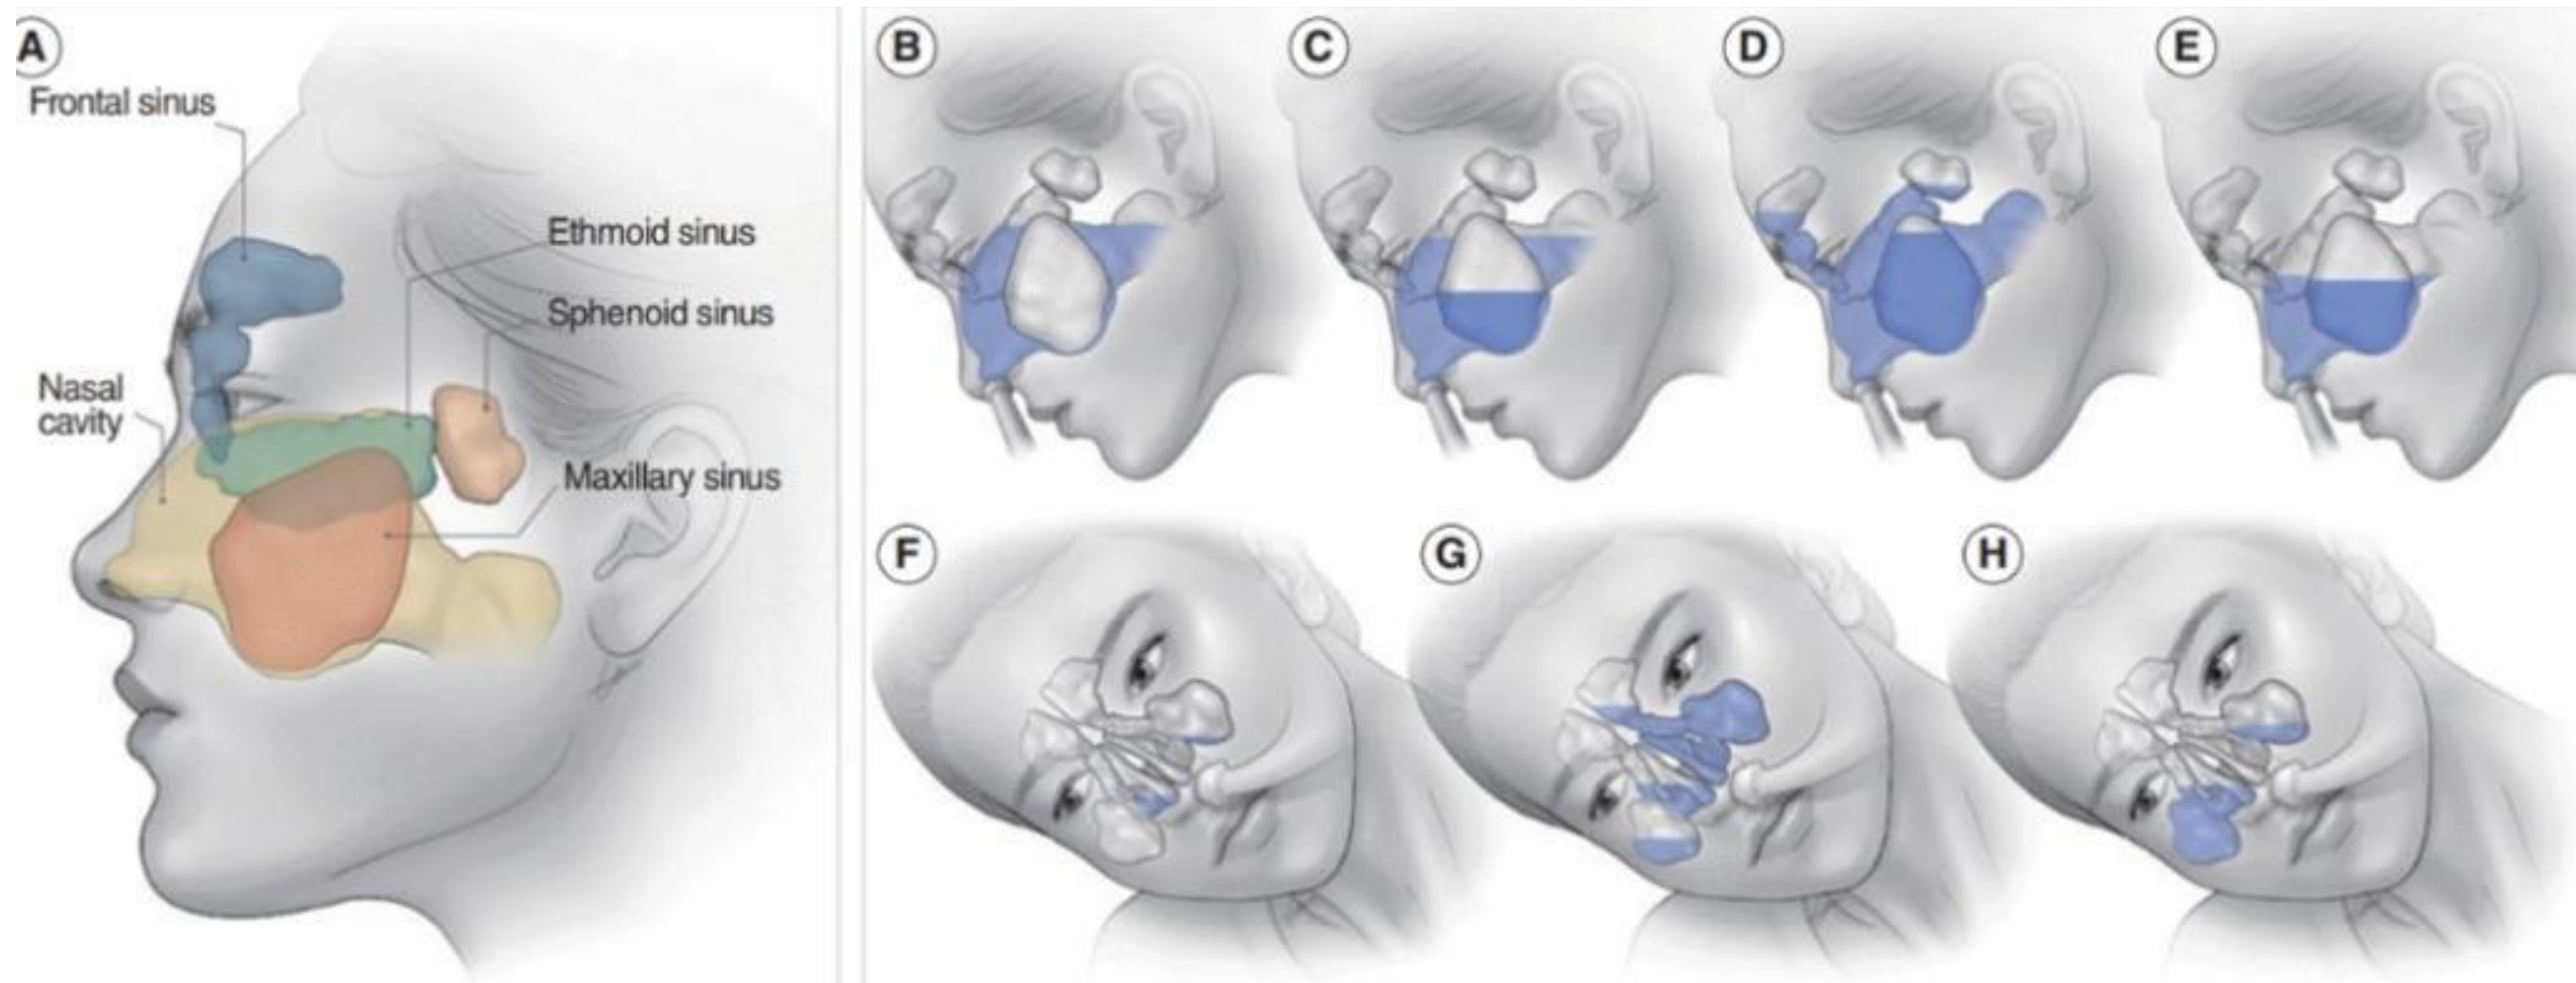 A
Frontal sinus
Ethmoid sinus
Sphenoid sinus
Nasal
cavity
Maxillary sinus
B
C
D
E
F
G
H